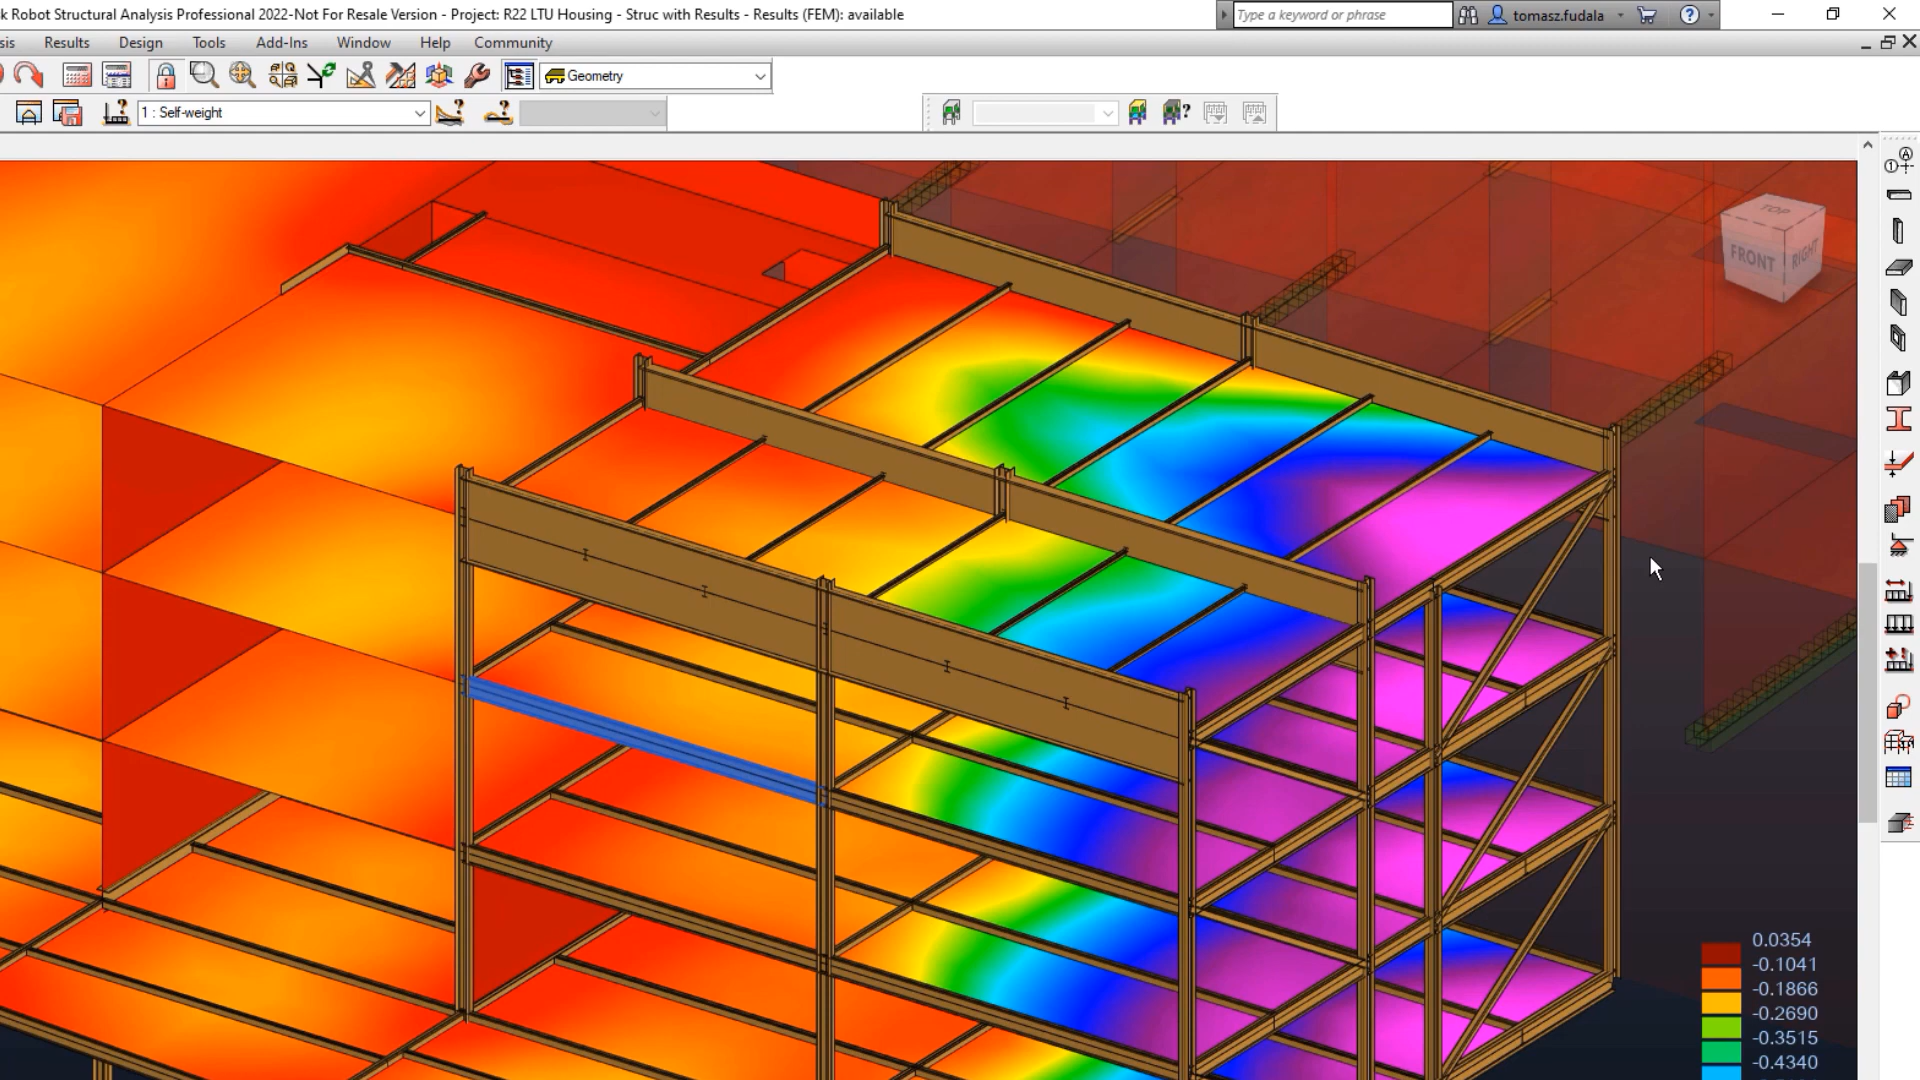 k Robot Structural Analysis Professional 2022-Not For Resale Version - Project: R22 LTU Housing - Struc with Results - Results (FEM): available
Type a keyword or phrase
tomasz.fudala
sis Results Design Tools Add-Ins Window Help Community
Geometry
1 : Self-weight
TOP
FRONT
RIGHT
0.0354
-0.1041
-0.1866
-0.2690
-0.3515
-0.4340